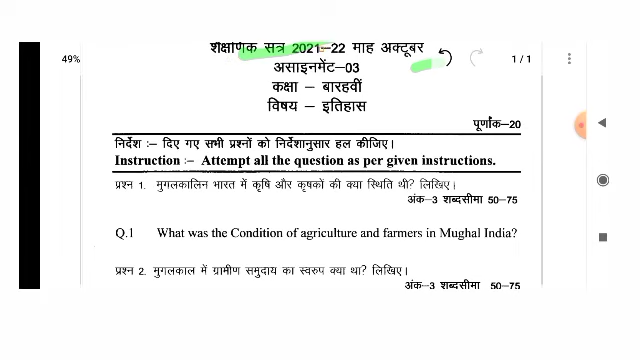 शैक्षणिक सत्र 2021-22 माह अक्टूबर
49%
1/1
असाइनमेंट-03
कक्षा – बारहवीं
विषय – इतिहास
पूर्णांक-20
निर्देश :- दिए गए सभी प्रश्नों को निर्देशानुसार हल कीजिए।
Instruction :- Attempt all the question as per given instructions.
प्रश्न 1. मुगलकालिन भारत में कृषि और कृषकों की क्या स्थिति थी? लिखिए।
अंक-3 शब्दसीमा 50-75
Q.1 What was the Condition of agriculture and farmers in Mughal India?
प्रश्न 2. मुगलकाल में ग्रामीण समुदाय का स्वरुप क्या था? लिखिए।
अंक-3 शब्दसीमा 50-75